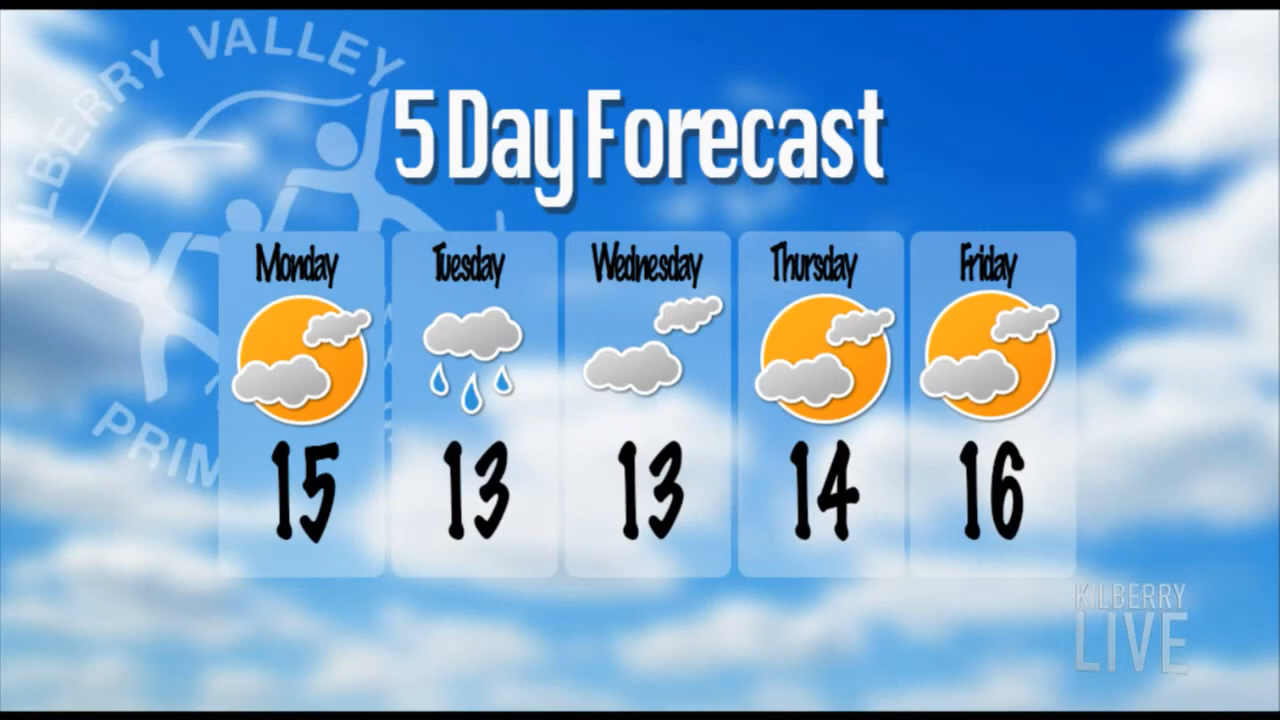 KILBERRY VALLEY
5 Day Forecast
Monday Tuesday Wednesday Thursday Friday
15 13 13 14 16
PRIM
KILBERRY
LIVE